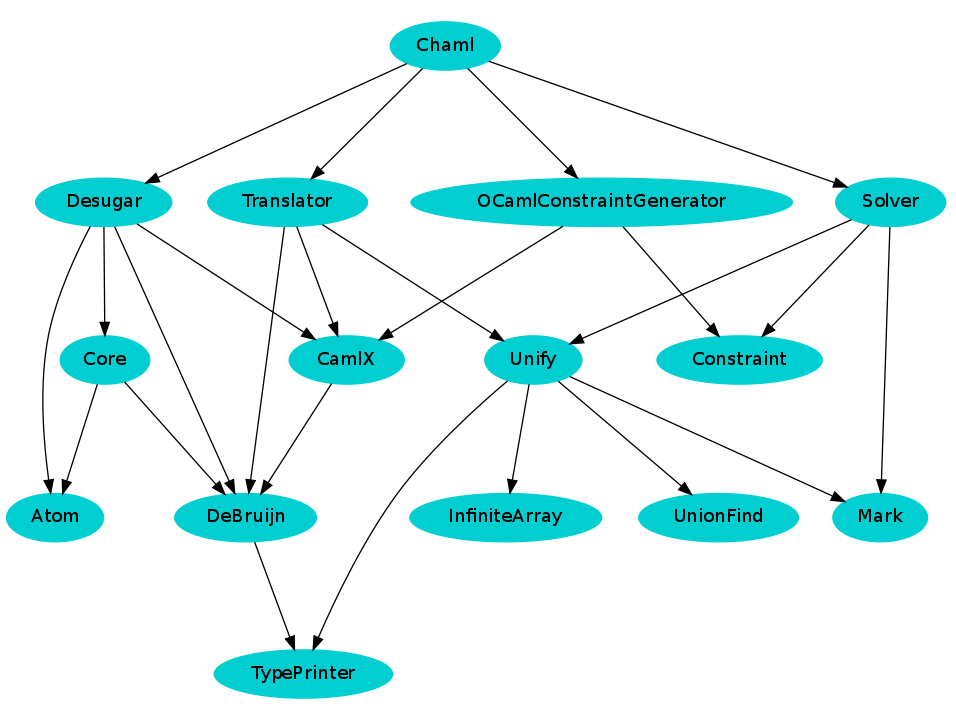 Chaml
Desugar
Translator
OCamlConstraintGenerator
Solver
Core
CamlX
Unify
Constraint
Atom
DeBruijn
InfiniteArray
UnionFind
Mark
TypePrinter